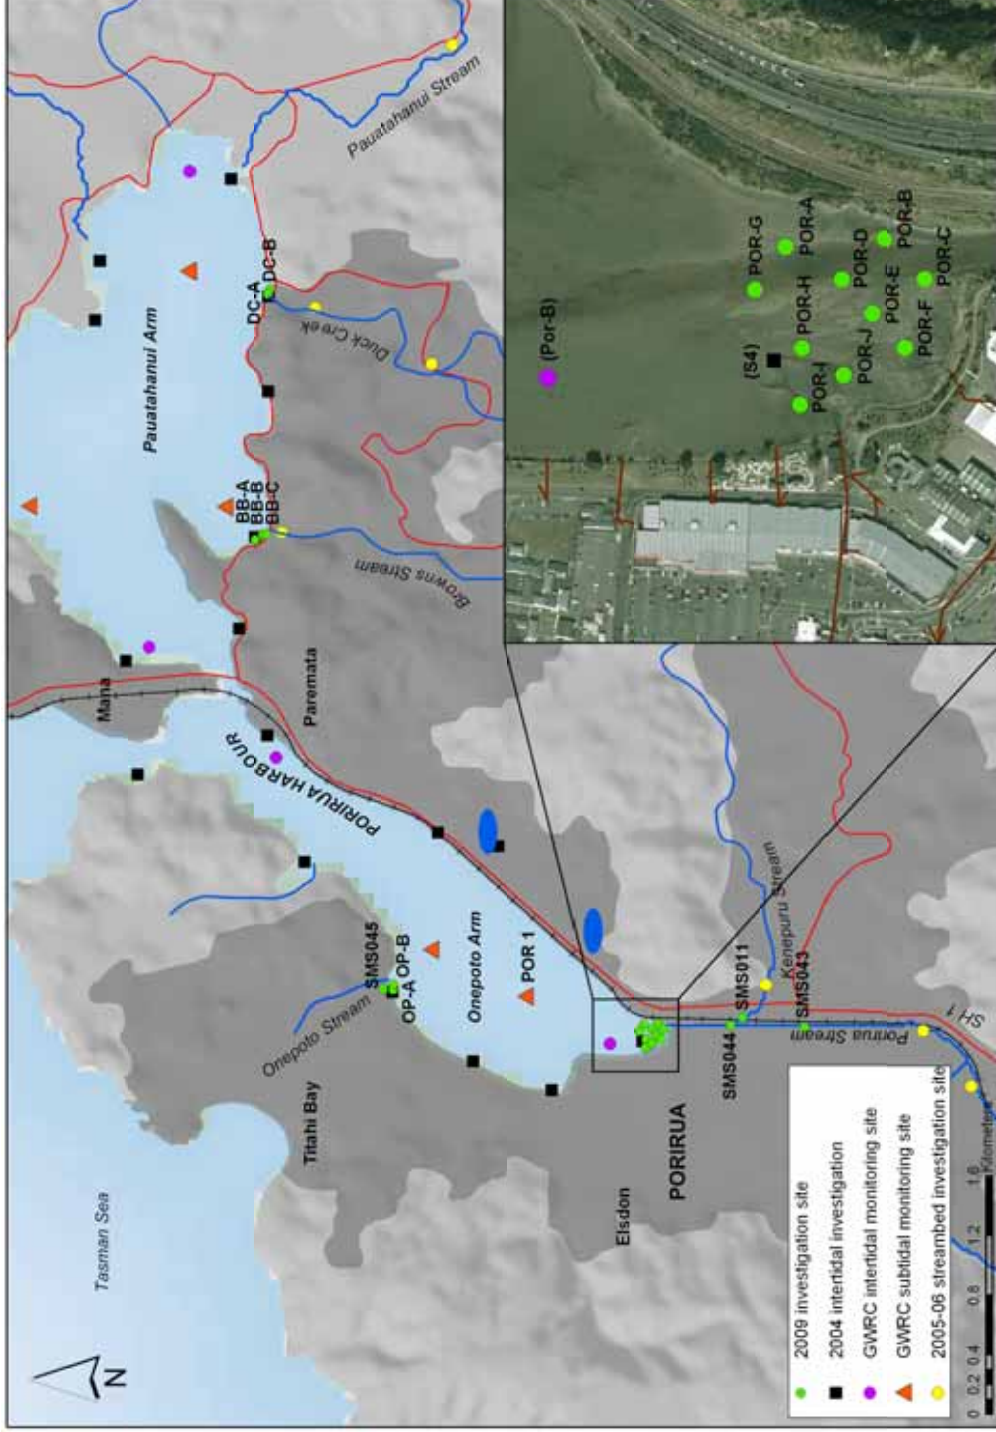 Tasman Sea
N
Mana
Pauatahanui Arm
Pauatahanui Stream
DC-A
DC-B
Duck Creek
BB-A
BB-B
BB-C
Browns Stream
Paremata
PORIRUA HARBOUR
SMS045
OP-B
OP-A
Onepoto Stream
Onepoto Arm
Titahi Bay
POR 1
Elsdon
PORIRUA
SMS044
SMS011
Kenepuru Stream
SMS043
Porirua Stream
SH 1
(Por-B)
(S4)
POR-G
POR-A
POR-H
POR-I
POR-D
POR-B
POR-J
POR-E
POR-C
POR-F
2009 investigation site
2004 intertidal investigation
GWRC intertidal monitoring site
GWRC subtidal monitoring site
2005-06 streambed investigation site
0 0.2 0.4 0.8 1.2 1.6
Kilometers